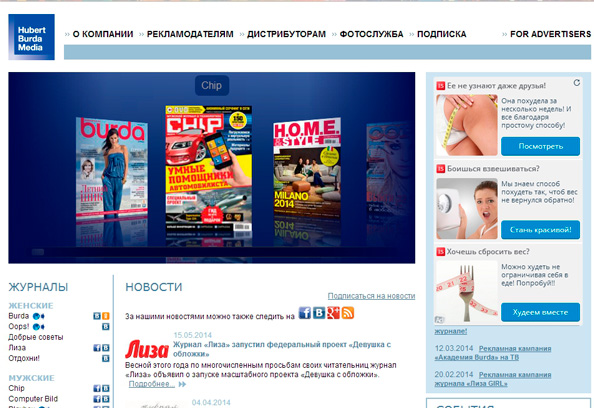 Hubert
Burda
Media
О КОМПАНИИ
РЕКЛАМОДАТЕЛЯМ
ДИСТРИБУТОРАМ
ФОТОСЛУЖБА
ПОДПИСКА
FOR ADVERTISERS
Chip
burda
CHIP
УМНЫЕ
ПОМОЩНИКИ
АВТОМОБИЛИСТА
СПЕЦИАЛЬНЫЙ
ПРОЕКТ
H.O.M.E.
&STYLE
MILANO
2014
Ее не узнают даже друзья!
Она похудела за
несколько недель! И
все благодаря
простому способу!
Посмотреть
Боишься взвешиваться?
Мы знаем способ
похудеть так, чтоб вес
не вернулся обратно!
Стань красивой!
Хочешь сбросить вес?
Можно худеть не
ограничивая себя в
еде! Попробуй!!
Худеем вместе
журнале!
12.03.2014 Рекламная кампания
«Академия Burda» на ТВ
20.02.2014 Рекламная кампания
журнала «Лиза GIRL»
СОБЫТИЯ
ЖУРНАЛЫ
ЖЕНСКИЕ
Burda
Oops!
Добрые советы
Лиза
Отдохни!
МУЖСКИЕ
Chip
Computer Bild
НОВОСТИ
Подписаться на новости
За нашими новостями можно также следить на
15.05.2014
Лиза
Журнал «Лиза» запустил федеральный проект «Девушка с
обложки»
Весной этого года по многочисленным просьбам своих читательниц журнал
«Лиза» объявил о запуске масштабного проекта «Девушка с обложки».
Подробнее...
04.04.2014